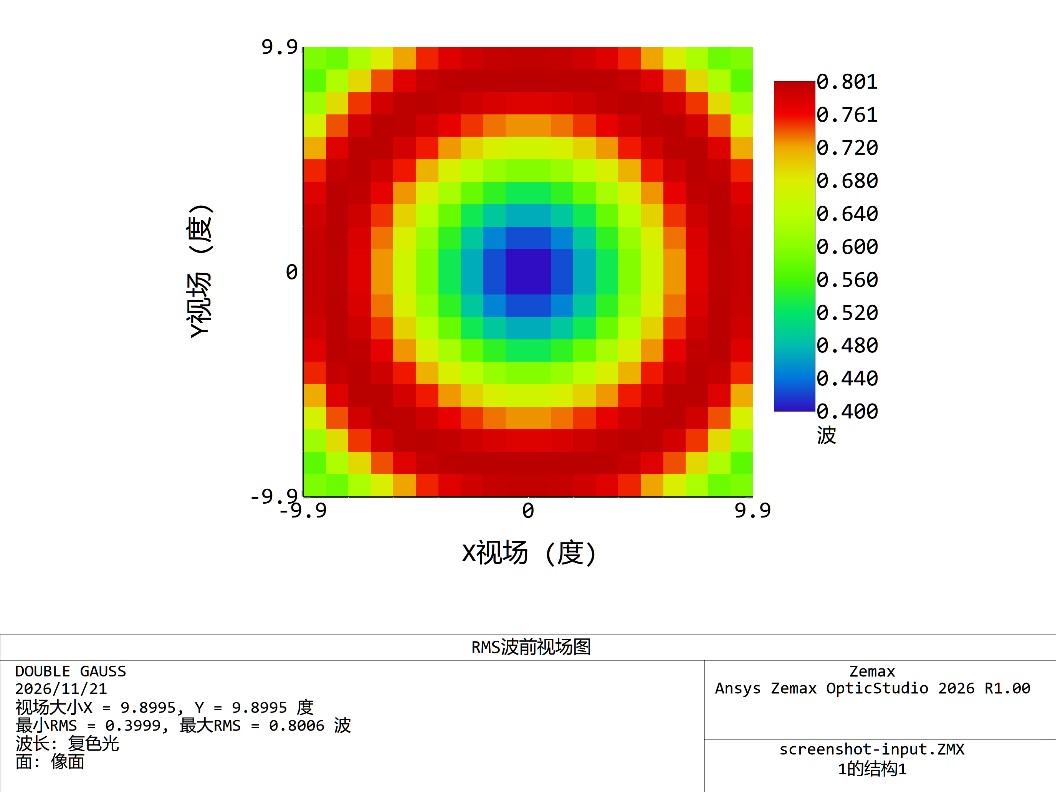 9.9
0
-9.9
Y视场 (度)
-9.9
0
9.9
X视场 (度)
0.801
0.761
0.720
0.680
0.640
0.600
0.560
0.520
0.480
0.440
0.400
波
RMS波前视场图
DOUBLE GAUSS
2026/11/21
视场大小X = 9.8995, Y = 9.8995 度
最小RMS = 0.3999, 最大RMS = 0.8006 波
波长: 复色光
面: 像面
Zemax
Ansys Zemax OpticStudio 2026 R1.00
screenshot-input.ZMX
1的结构1